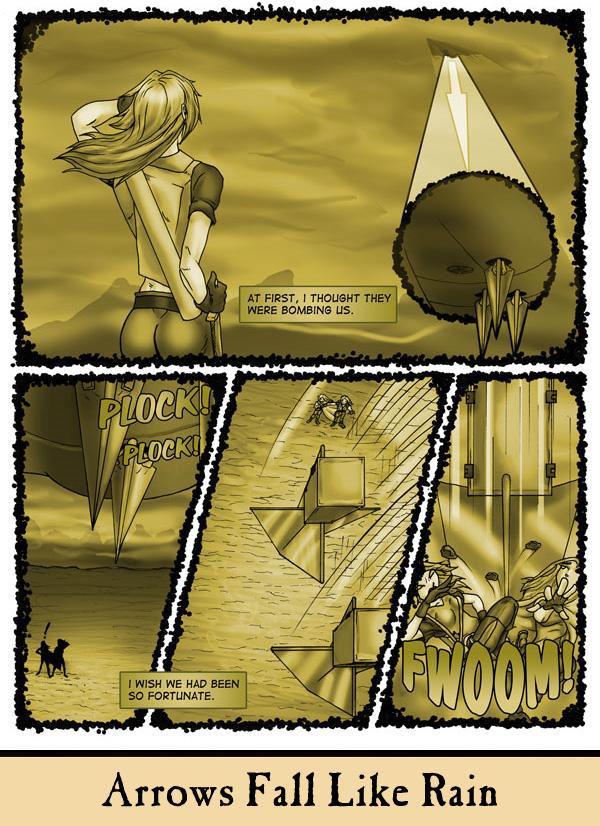 AT FIRST, I THOUGHT THEY
WERE BOMBING US.
PLOCK!
PLOCK!
I WISH WE HAD BEEN
SO FORTUNATE.
FWOOM!
Arrows Fall Like Rain